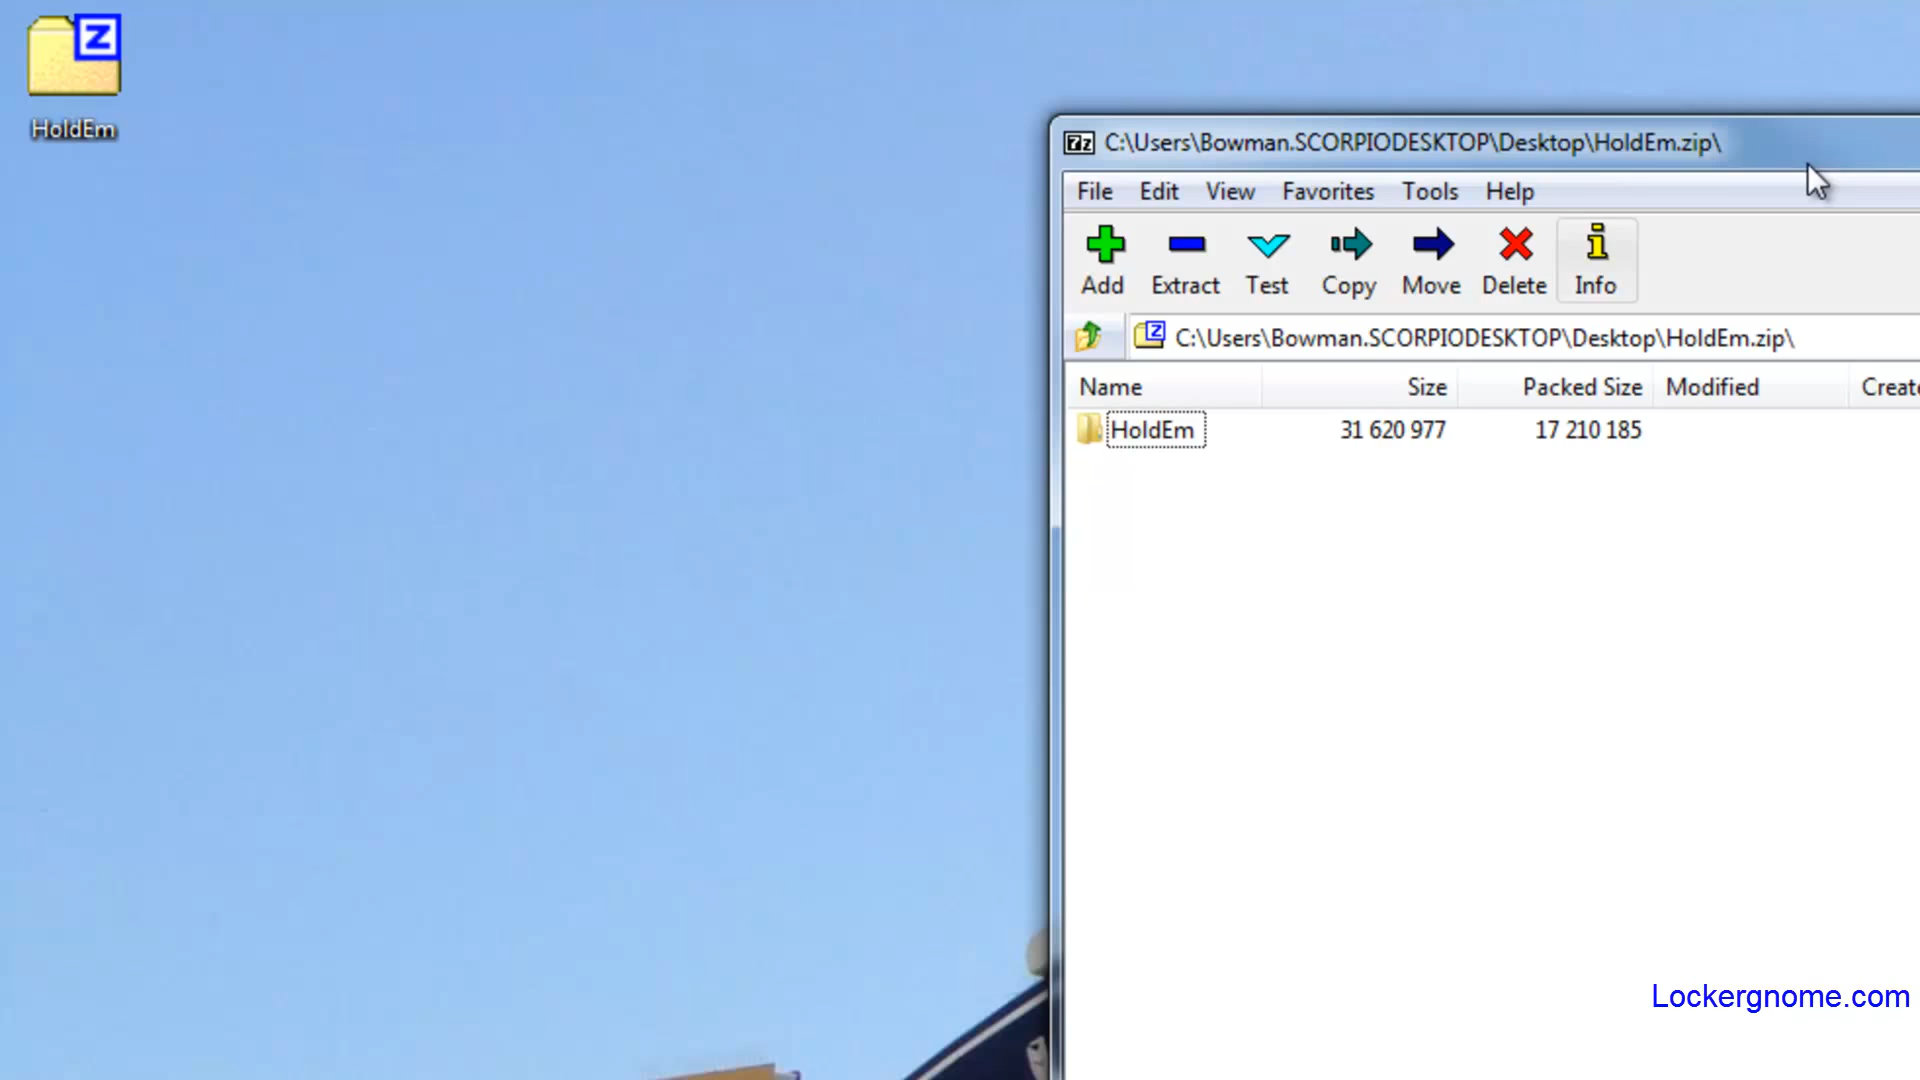 Z
HoldEm
7z C:\Users\Bowman.SCORPIODESKTOP\Desktop\HoldEm.zip\
File Edit View Favorites Tools Help
Add Extract Test Copy Move Delete Info
Z C:\Users\Bowman.SCORPIODESKTOP\Desktop\HoldEm.zip\
Name Size Packed Size Modified Create
HoldEm 31 620 977 17 210 185
Lockergnome.com